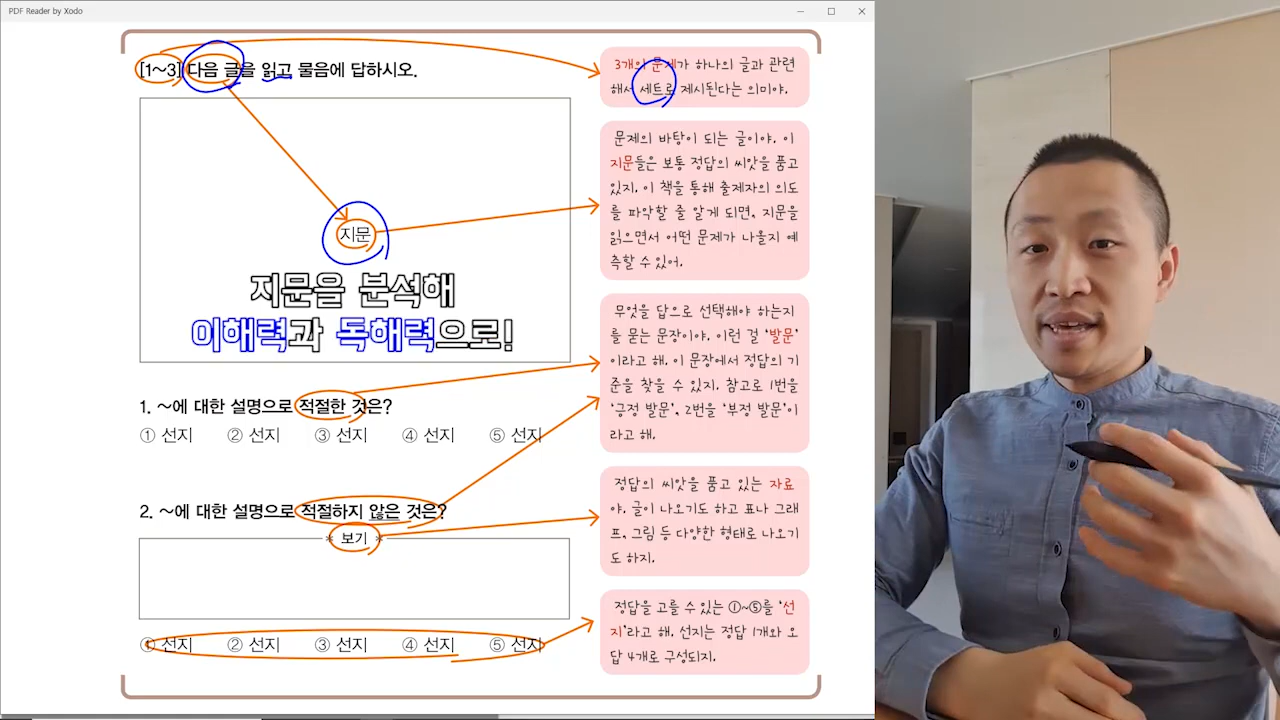 PDF Reader by Xodo
[1~3] 다음 글을 읽고 물음에 답하시오.
지문
지문을 분석해
이해력과 독해력으로!
1. ~에 대한 설명으로 적절한 것은?
① 선지 ② 선지 ③ 선지 ④ 선지 ⑤ 선지
2. ~에 대한 설명으로 적절하지 않은 것은?
보기
① 선지 ② 선지 ③ 선지 ④ 선지 ⑤ 선지
3개의 문제가 하나의 글과 관련
해서 세트로 제시된다는 의미야.
문제의 바탕이 되는 글이야. 이
지문들은 보통 정답의 씨앗을 품고
있지. 이 책을 통해 출제자의 의도
를 파악할 줄 알게 되면, 지문을
읽으면서 어떤 문제가 나올지 예
측할 수 있어.
무엇을 답으로 선택해야 하는지
를 묻는 문장이야. 이런 걸 ‘발문’
이라고 해. 이 문장에서 정답의 기
준을 찾을 수 있지. 참고로 1번을
‘긍정 발문’, 2번을 ‘부정 발문’이
라고 해.
정답의 씨앗을 품고 있는 자료
야. 글이 나오기도 하고 표나 그래
프, 그림 등 다양한 형태로 나오기
도 하지.
정답을 고를 수 있는 ①~⑤를 ‘선
지’라고 해. 선지는 정답 1개와 오
답 4개로 구성되지.